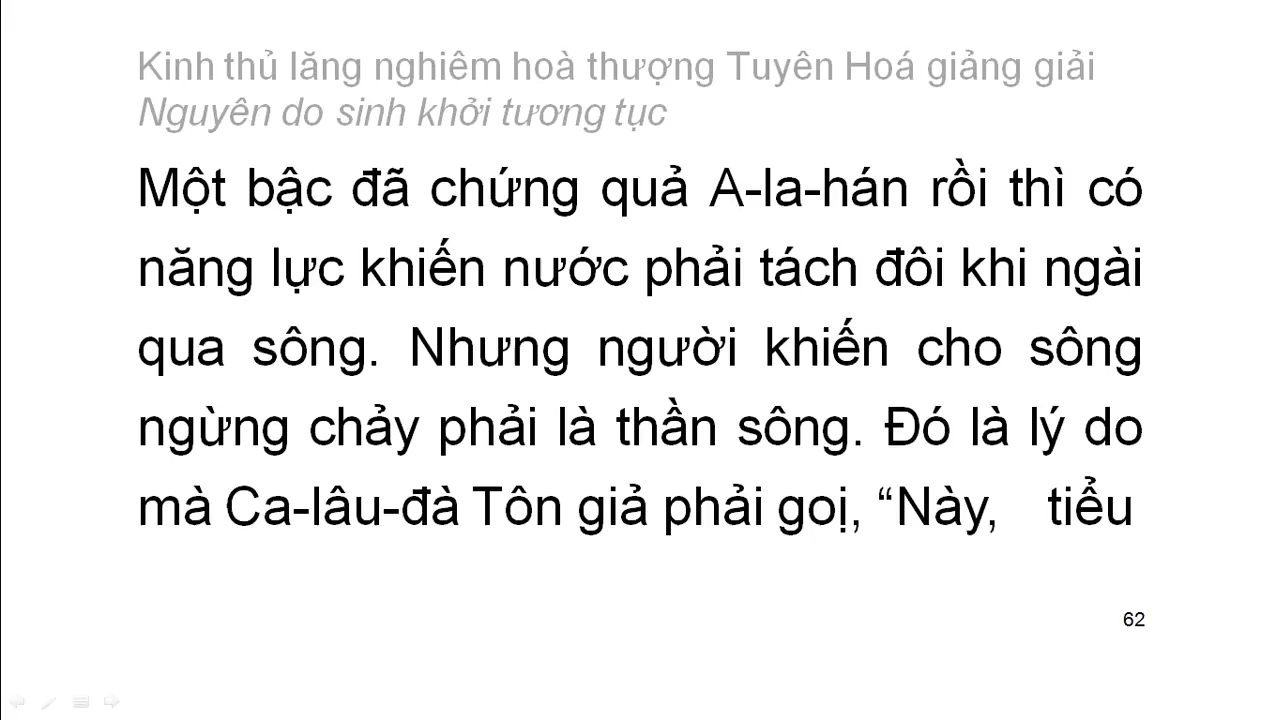 Kinh thủ lăng nghiêm hoà thượng Tuyên Hoá giảng giải
Nguyên do sinh khởi tương tục
Một bậc đã chứng quả A-la-hán rồi thì có
năng lực khiến nước phải tách đôi khi ngài
qua sông. Nhưng người khiến cho sông
ngừng chảy phải là thần sông. Đó là lý do
mà Ca-lâu-đà Tôn giả phải goị, “Này, tiểu
62